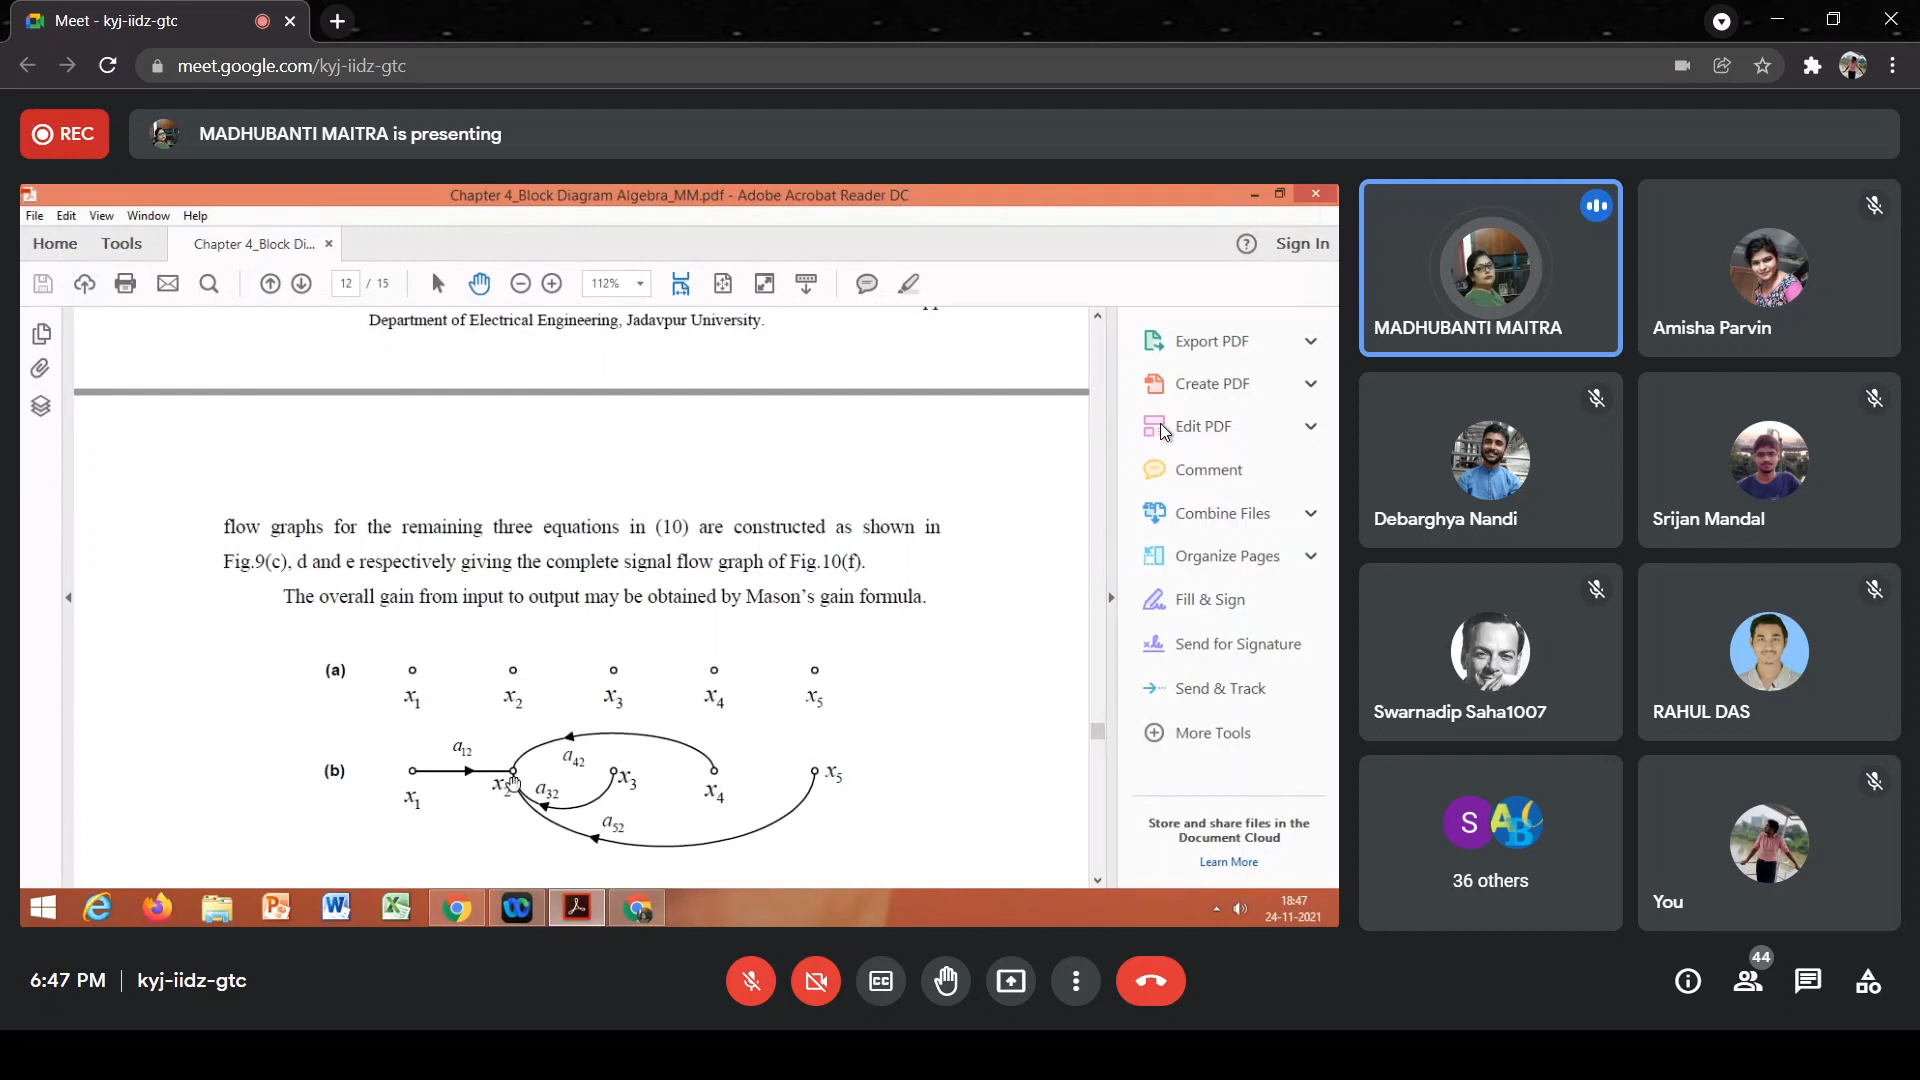 Meet - kyj-iidz-gtc
meet.google.com/kyj-iidz-gtc
REC
MADHUBANTI MAITRA is presenting
Chapter 4_Block Diagram Algebra_MM.pdf - Adobe Acrobat Reader DC
File Edit View Window Help
Home Tools Chapter 4_Block Di... Sign In
12 / 15 112%
Department of Electrical Engineering, Jadavpur University.
flow graphs for the remaining three equations in (10) are constructed as shown in
Fig.9(c), d and e respectively giving the complete signal flow graph of Fig.10(f).
The overall gain from input to output may be obtained by Mason's gain formula.
(a)
x1 x2 x3 x4 x5
(b)
a12 a42 a32 a52
x1 x2 x3 x4 x5
Export PDF
Create PDF
Edit PDF
Comment
Combine Files
Organize Pages
Fill & Sign
Send for Signature
Send & Track
More Tools
Store and share files in the
Document Cloud
Learn More
18:47
24-11-2021
MADHUBANTI MAITRA
Amisha Parvin
Debarghya Nandi
Srijan Mandal
Swarnadip Saha1007
RAHUL DAS
S
36 others
You
6:47 PM kyj-iidz-gtc
44